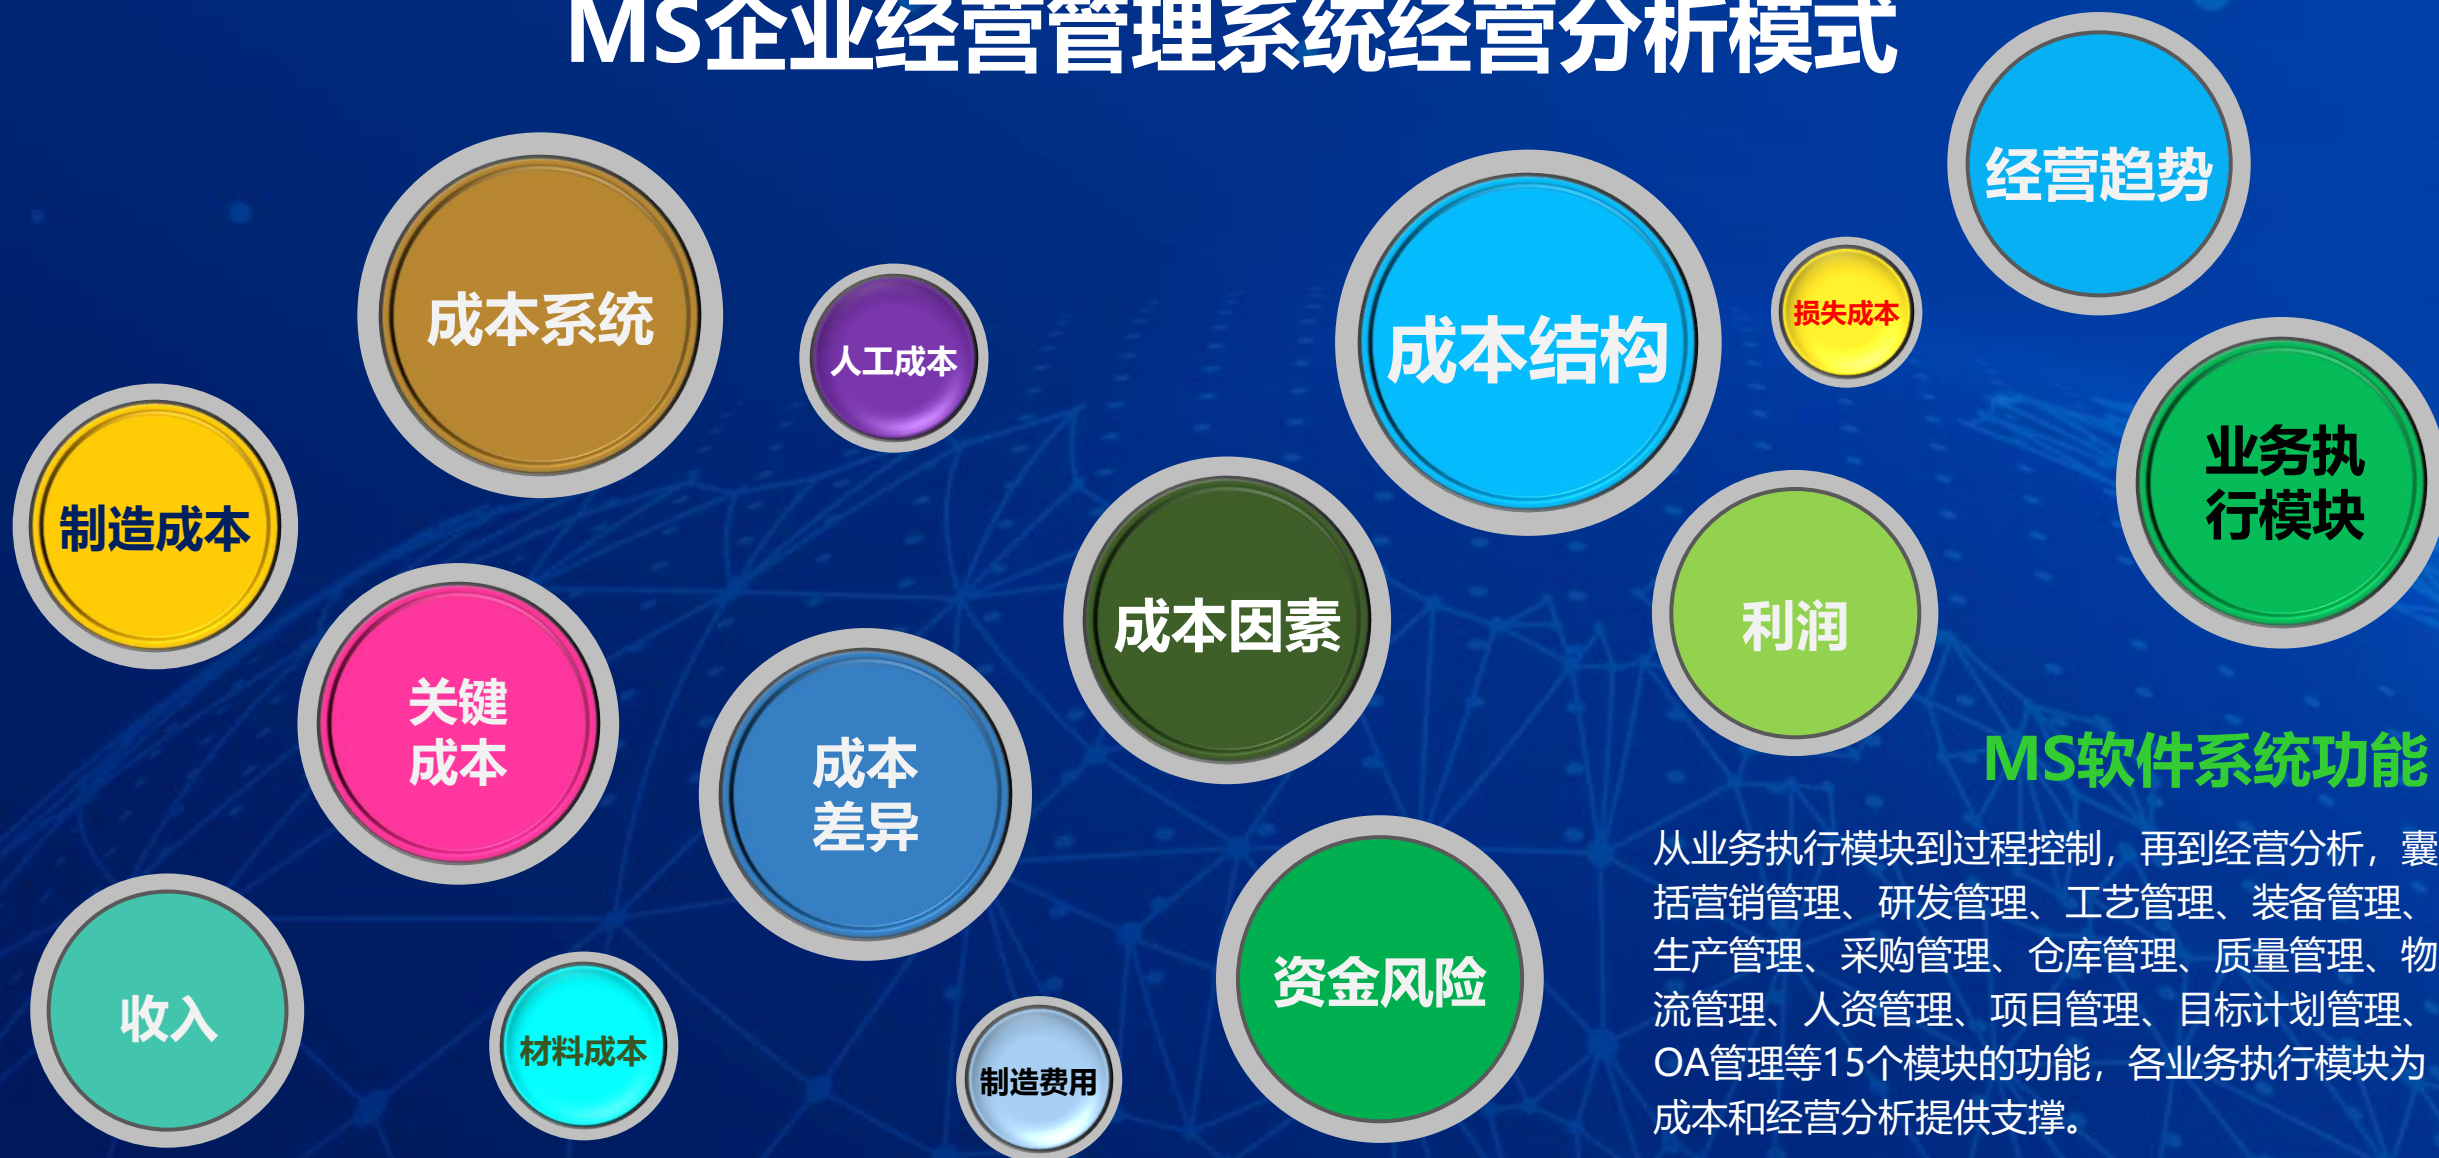 MS企业经营管理系统经营分析模式
经营趋势
成本系统
人工成本
成本结构
损失成本
制造成本
业务执
行模块
成本因素
利润
关键
成本
成本
差异
MS软件系统功能
从业务执行模块到过程控制，再到经营分析，囊
括营销管理、研发管理、工艺管理、装备管理、
生产管理、采购管理、仓库管理、质量管理、物
流管理、人资管理、项目管理、目标计划管理、
OA管理等15个模块的功能，各业务执行模块为
成本和经营分析提供支撑。
资金风险
收入
材料成本
制造费用